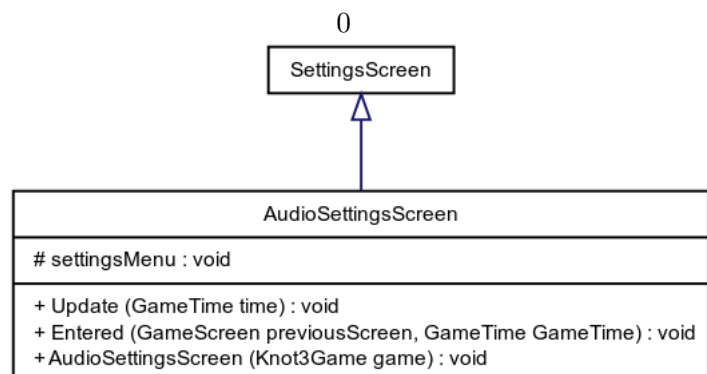 0
SettingsScreen
AudioSettingsScreen
# settingsMenu : void
+ Update (GameTime time) : void
+ Entered (GameScreen previousScreen, GameTime GameTime) : void
+AudioSettingsScreen (Knot3Game game) : void